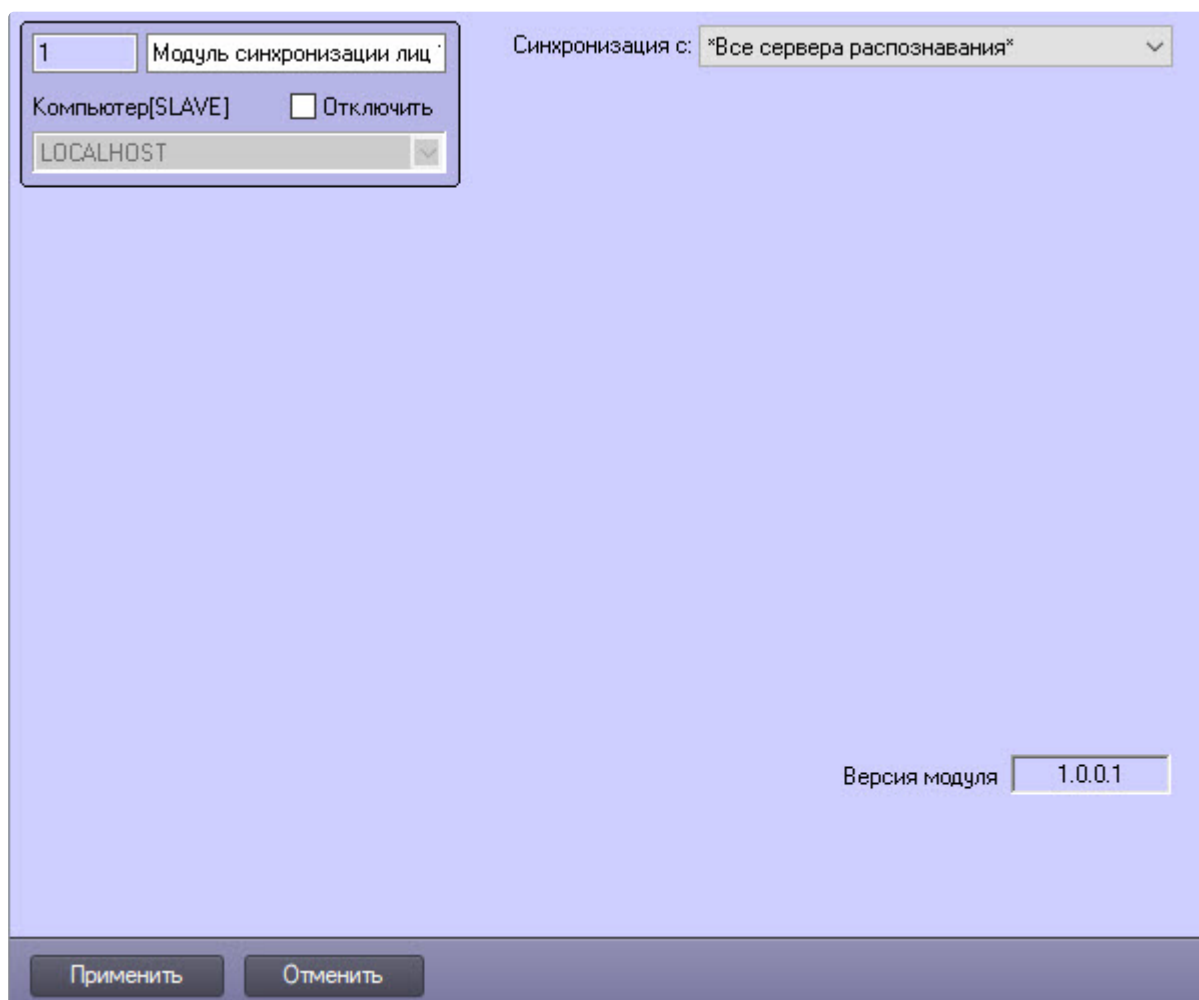 1
Модуль синхронизации лиц
Компьютер[SLAVE]
Отключить
LOCALHOST
Синхронизация с:
*Все сервера распознавания*
Версия модуля
1.0.0.1
Применить
Отменить